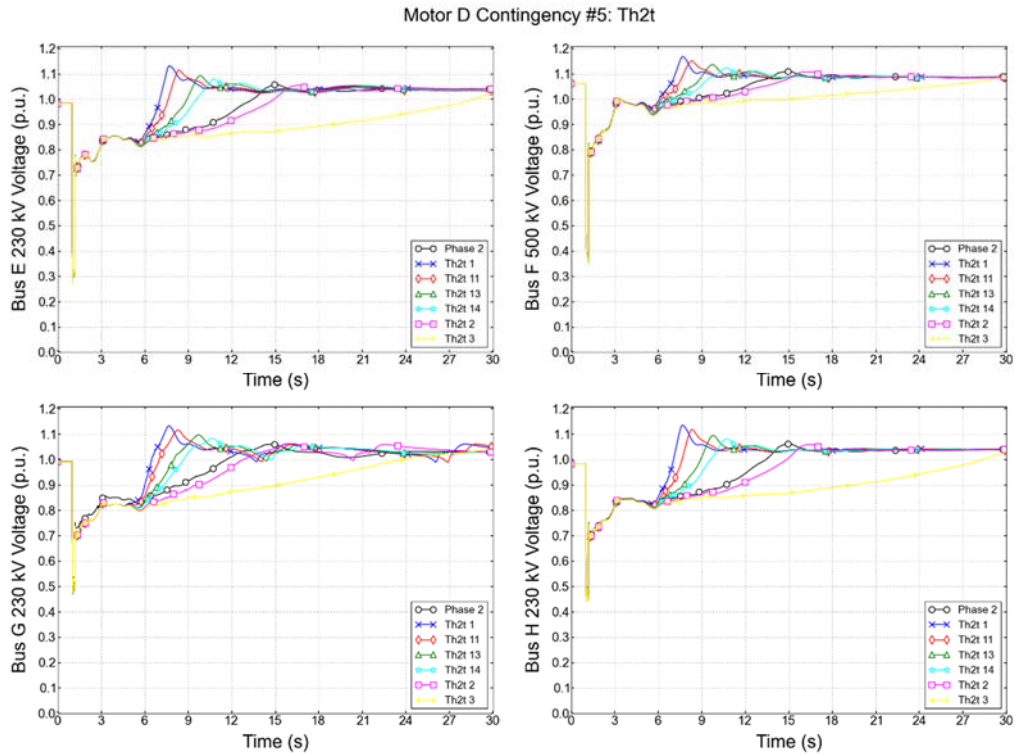 Motor D Contingency #5: Th2t
Bus E 230 kV Voltage (p.u.)
1.2
1.1
1.0
0.9
0.8
0.7
0.6
0.5
0.4
0.3
0.2
0.1
0.0
Phase 2
Th2t 1
Th2t 11
Th2t 13
Th2t 14
Th2t 2
Th2t 3
0 3 6 9 12 15 18 21 24 27 30
Time (s)
Bus F 500 kV Voltage (p.u.)
1.2
1.1
1.0
0.9
0.8
0.7
0.6
0.5
0.4
0.3
0.2
0.1
0.0
Phase 2
Th2t 1
Th2t 11
Th2t 13
Th2t 14
Th2t 2
Th2t 3
0 3 6 9 12 15 18 21 24 27 30
Time (s)
Bus G 230 kV Voltage (p.u.)
1.2
1.1
1.0
0.9
0.8
0.7
0.6
0.5
0.4
0.3
0.2
0.1
0.0
Phase 2
Th2t 1
Th2t 11
Th2t 13
Th2t 14
Th2t 2
Th2t 3
0 3 6 9 12 15 18 21 24 27 30
Time (s)
Bus H 230 kV Voltage (p.u.)
1.2
1.1
1.0
0.9
0.8
0.7
0.6
0.5
0.4
0.3
0.2
0.1
0.0
Phase 2
Th2t 1
Th2t 11
Th2t 13
Th2t 14
Th2t 2
Th2t 3
0 3 6 9 12 15 18 21 24 27 30
Time (s)